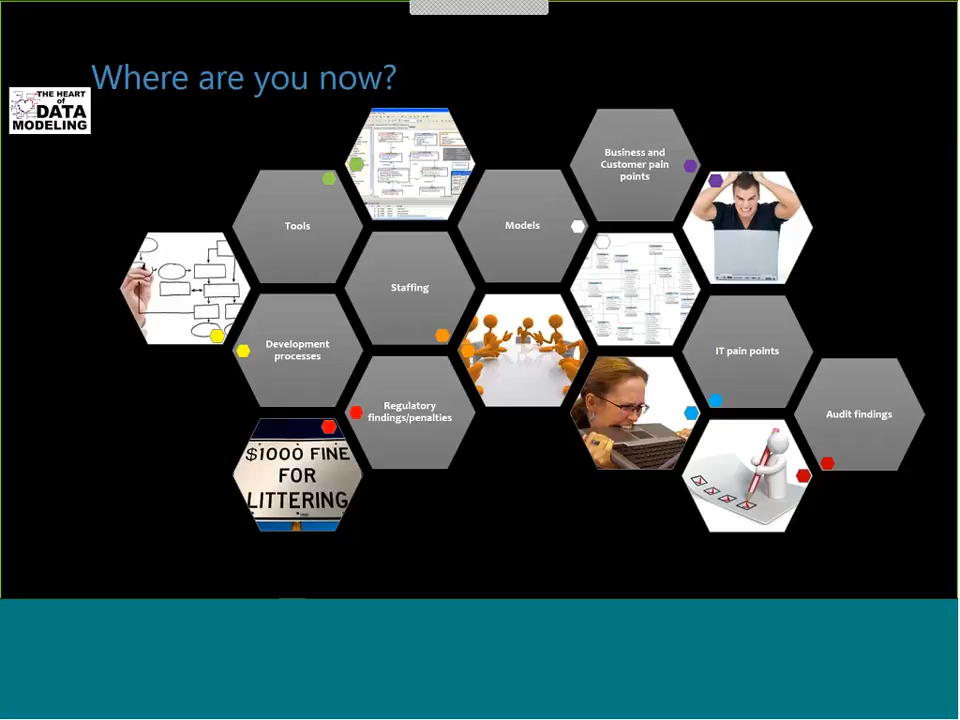 Where are you now?
THE HEART
of
DATA
MODELING
Business and
Customer pain
points
Tools
Models
Staffing
Development
processes
IT pain points
Regulatory
findings/penalties
Audit findings
$1000 FINE
FOR
LITTERING